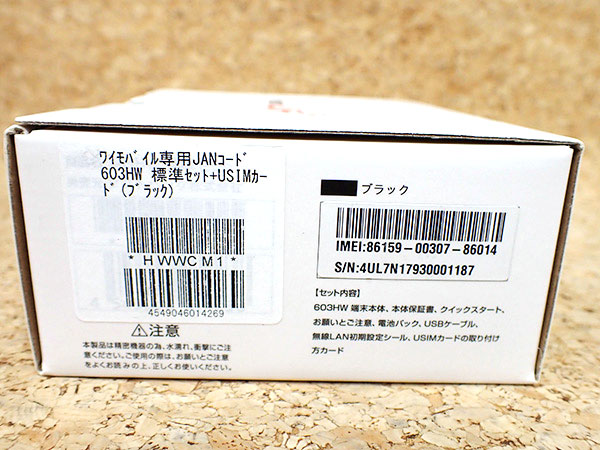 ﾜｲﾓﾊﾞｲﾙ専用JANｺｰﾄﾞ
603HW 標準ｾｯﾄ+USIMｶｰ
ﾄﾞ(ﾌﾞﾗｯｸ)
* HWWCM1 *
4549046014269
⚠注意
本製品は精密機器の為、水濡れ、衝撃にご注
意ください。ご使用の際は、お願いとご注意
をよくお読みの上、正しくお使いください。
ブラック
IMEI:86159-00307-86014
S/N:4UL7N17930001187
【セット内容】
603HW 端末本体、本体保証書、クイックスタート、
お願いとご注意、電池パック、USBケーブル、
無線LAN初期設定シール、USIMカードの取り付け
方カード